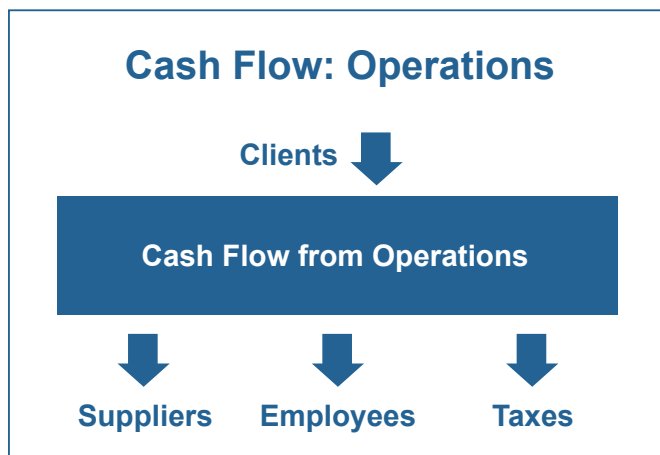 Cash Flow: Operations
Clients
Cash Flow from Operations
Suppliers Employees Taxes